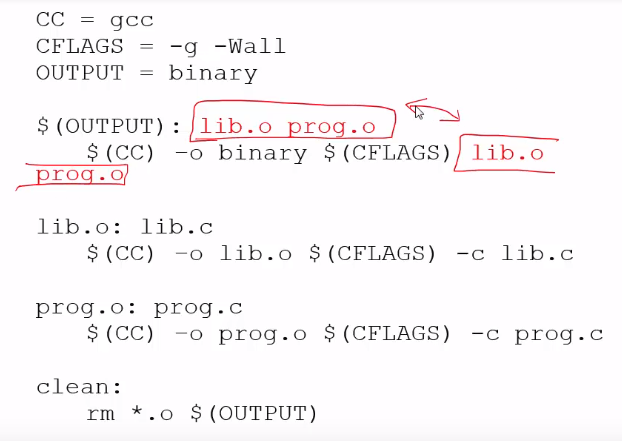 CC = gcc
CFLAGS = -g -Wall
OUTPUT = binary
$(OUTPUT): lib.o prog.o
$(CC) -o binary $(CFLAGS) lib.o
prog.o
lib.o: lib.c
$(CC) -o lib.o $(CFLAGS) -c lib.c
prog.o: prog.c
$(CC) -o prog.o $(CFLAGS) -c prog.c
clean:
rm *.o $(OUTPUT)